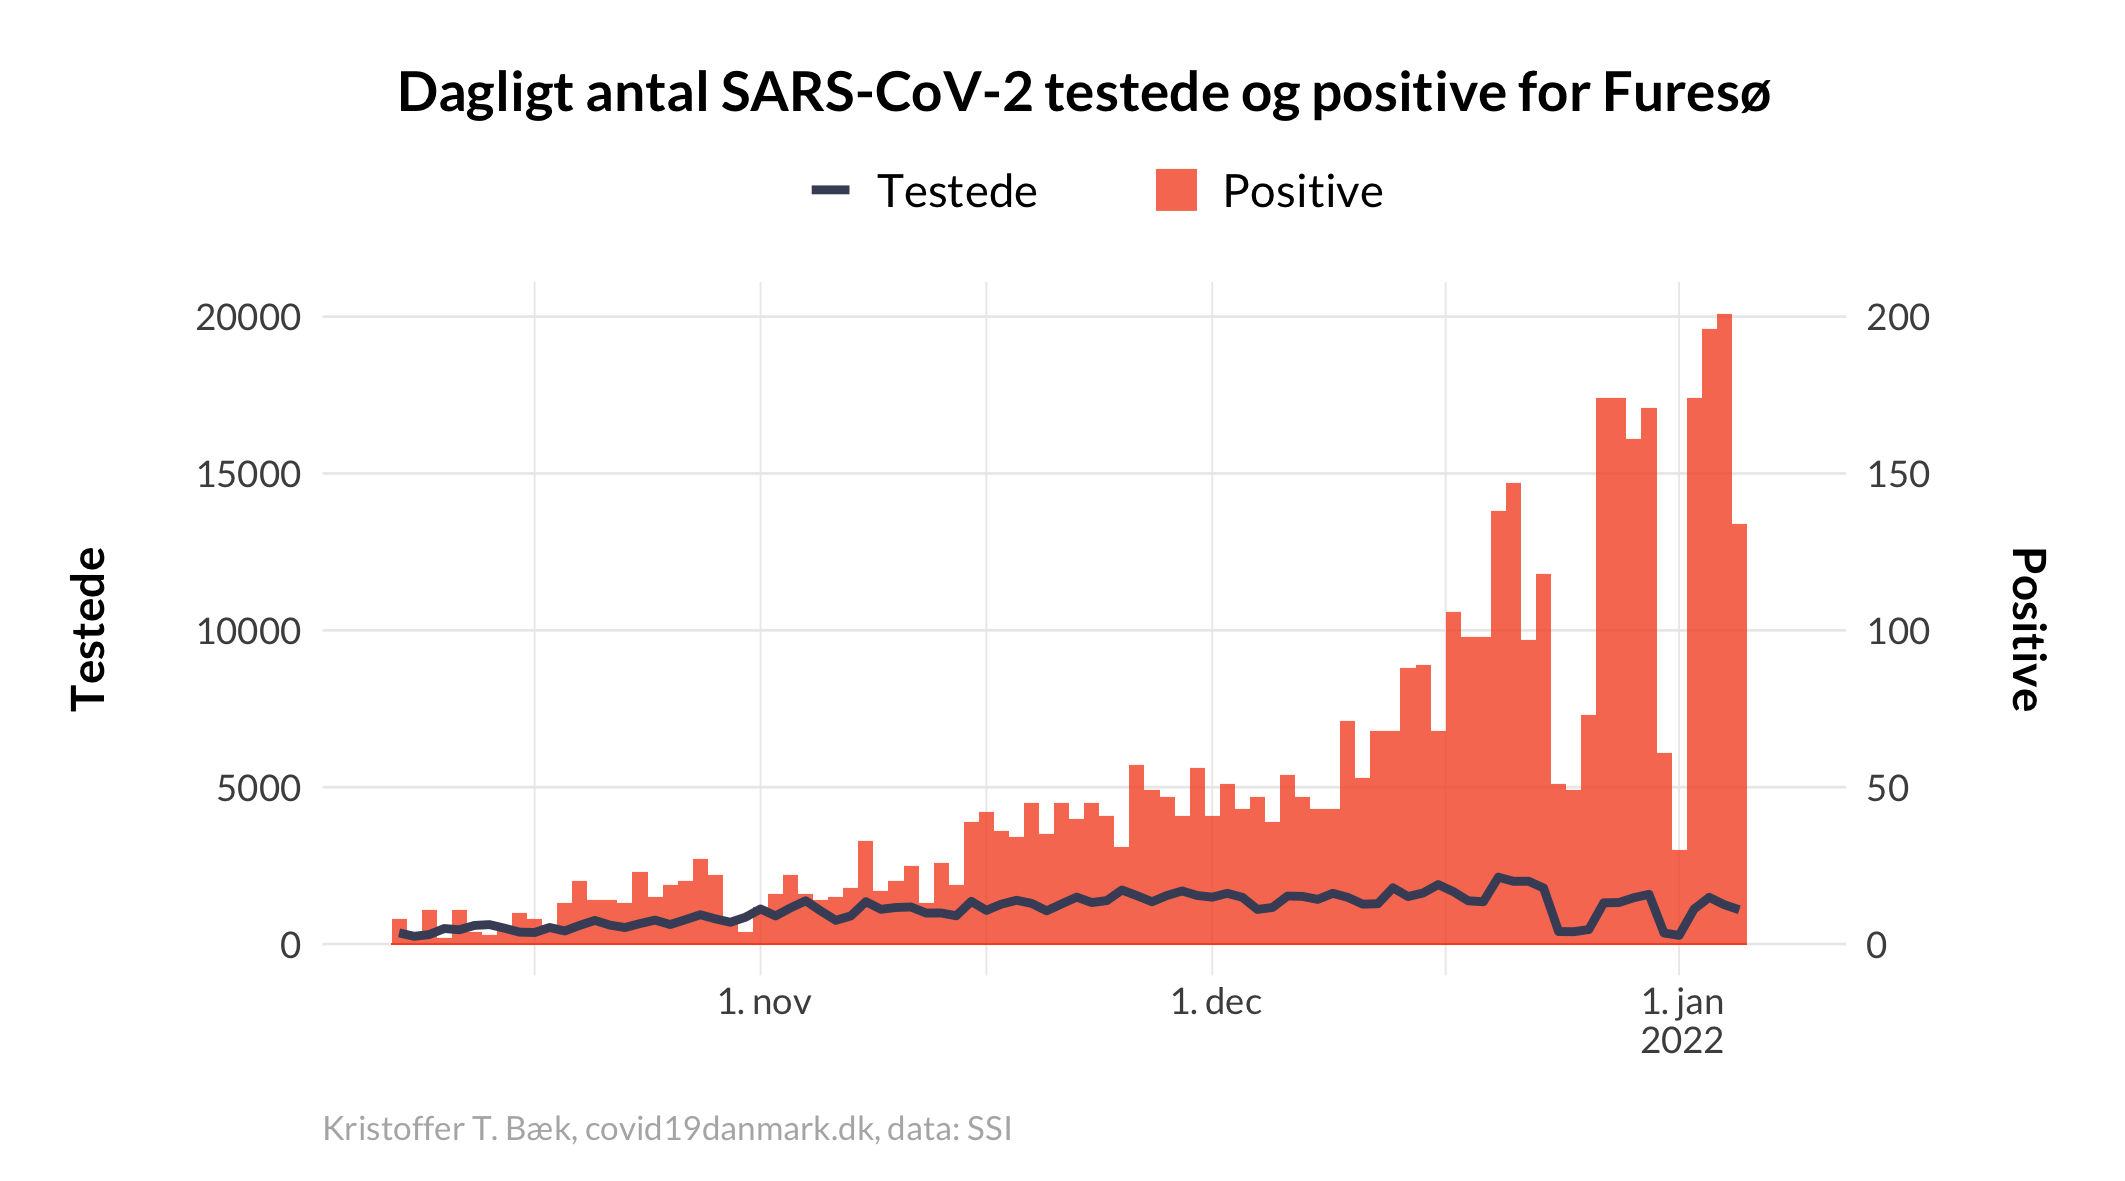 Dagligt antal SARS-CoV-2 testede og positive for Furesø
Testede
Positive
20000
15000
10000
5000
0
200
150
100
50
0
Testede
Positive
1. nov
1. dec
1. jan
2022
Kristoffer T. Bæk, covid19danmark.dk, data: SSI